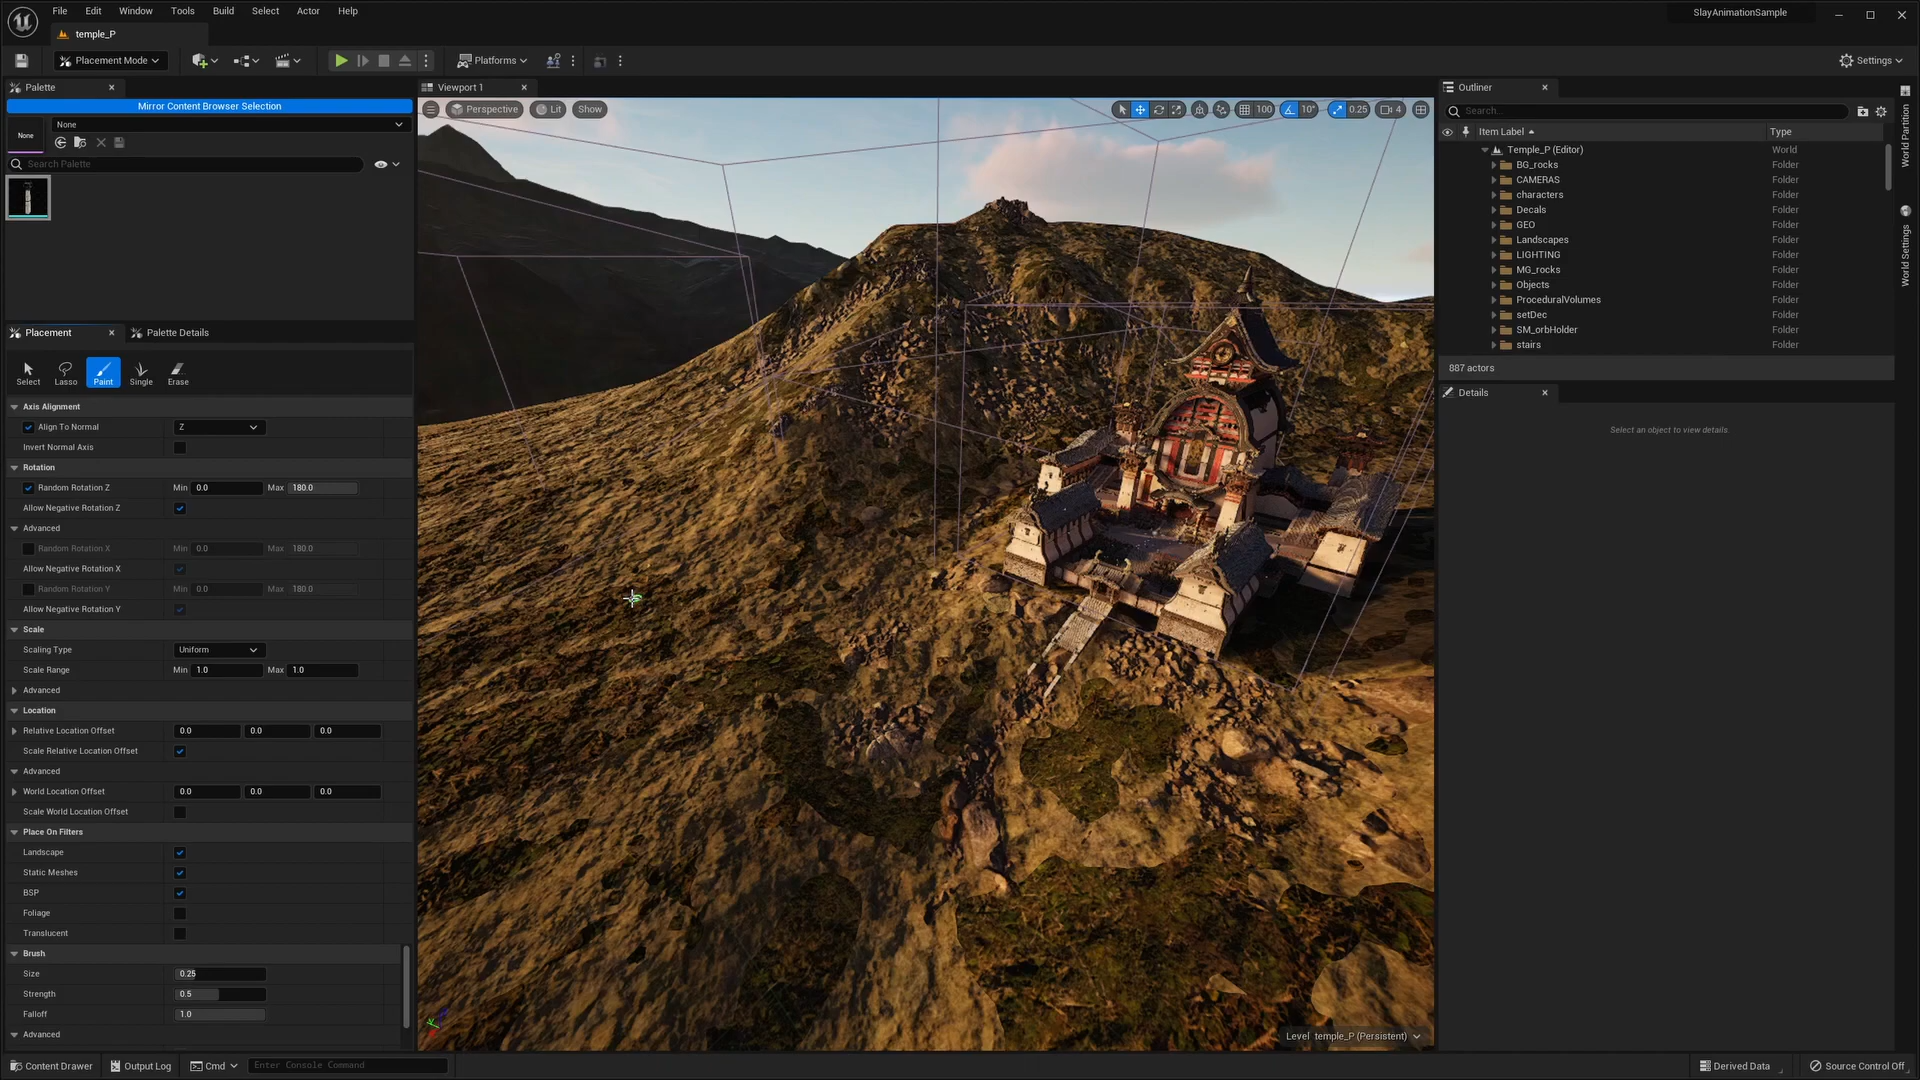 File Edit Window Tools Build Select Actor Help
SlayAnimationSample
temple_P
Placement Mode
Platforms
Settings
Palette
Viewport 1
Outliner
Mirror Content Browser Selection
Perspective Lit Show
100 10° 0.25 4
Search...
None
None
Item Label Type
Search Palette
Temple_P (Editor) World
BG_rocks Folder
CAMERAS Folder
characters Folder
Decals Folder
GEO Folder
Landscapes Folder
LIGHTING Folder
MG_rocks Folder
Objects Folder
ProceduralVolumes Folder
setDec Folder
SM_orbHolder Folder
stairs Folder
887 actors
World Partition
World Settings
Details
Select an object to view details.
Placement Palette Details
Select Lasso Paint Single Erase
Axis Alignment
Align To Normal Z
Invert Normal Axis
Rotation
Random Rotation Z Min 0.0 Max 180.0
Allow Negative Rotation Z
Advanced
Random Rotation X Min 0.0 Max 180.0
Allow Negative Rotation X
Random Rotation Y Min 0.0 Max 180.0
Allow Negative Rotation Y
Scale
Scaling Type Uniform
Scale Range Min 1.0 Max 1.0
Advanced
Location
Relative Location Offset 0.0 0.0 0.0
Scale Relative Location Offset
Advanced
World Location Offset 0.0 0.0 0.0
Scale World Location Offset
Place On Filters
Landscape
Static Meshes
BSP
Foliage
Translucent
Brush
Size 0.25
Strength 0.5
Falloff 1.0
Advanced
Level temple_P (Persistent)
Content Drawer Output Log Cmd Enter Console Command
Derived Data Source Control Off